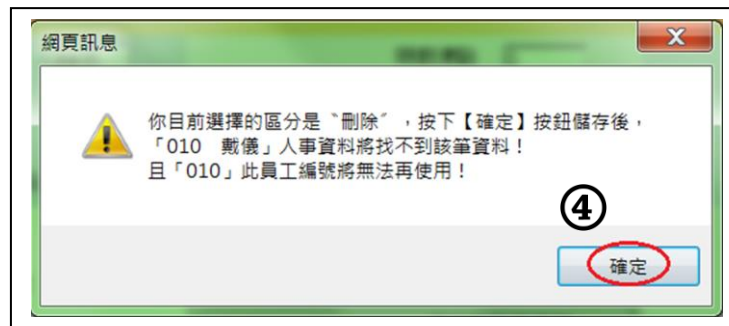 網頁訊息
你目前選擇的區分是〝刪除〞，按下【確定】按鈕儲存後，
「010　戴儀」人事資料將找不到該筆資料！
且「010」此員工編號將無法再使用！
④
確定